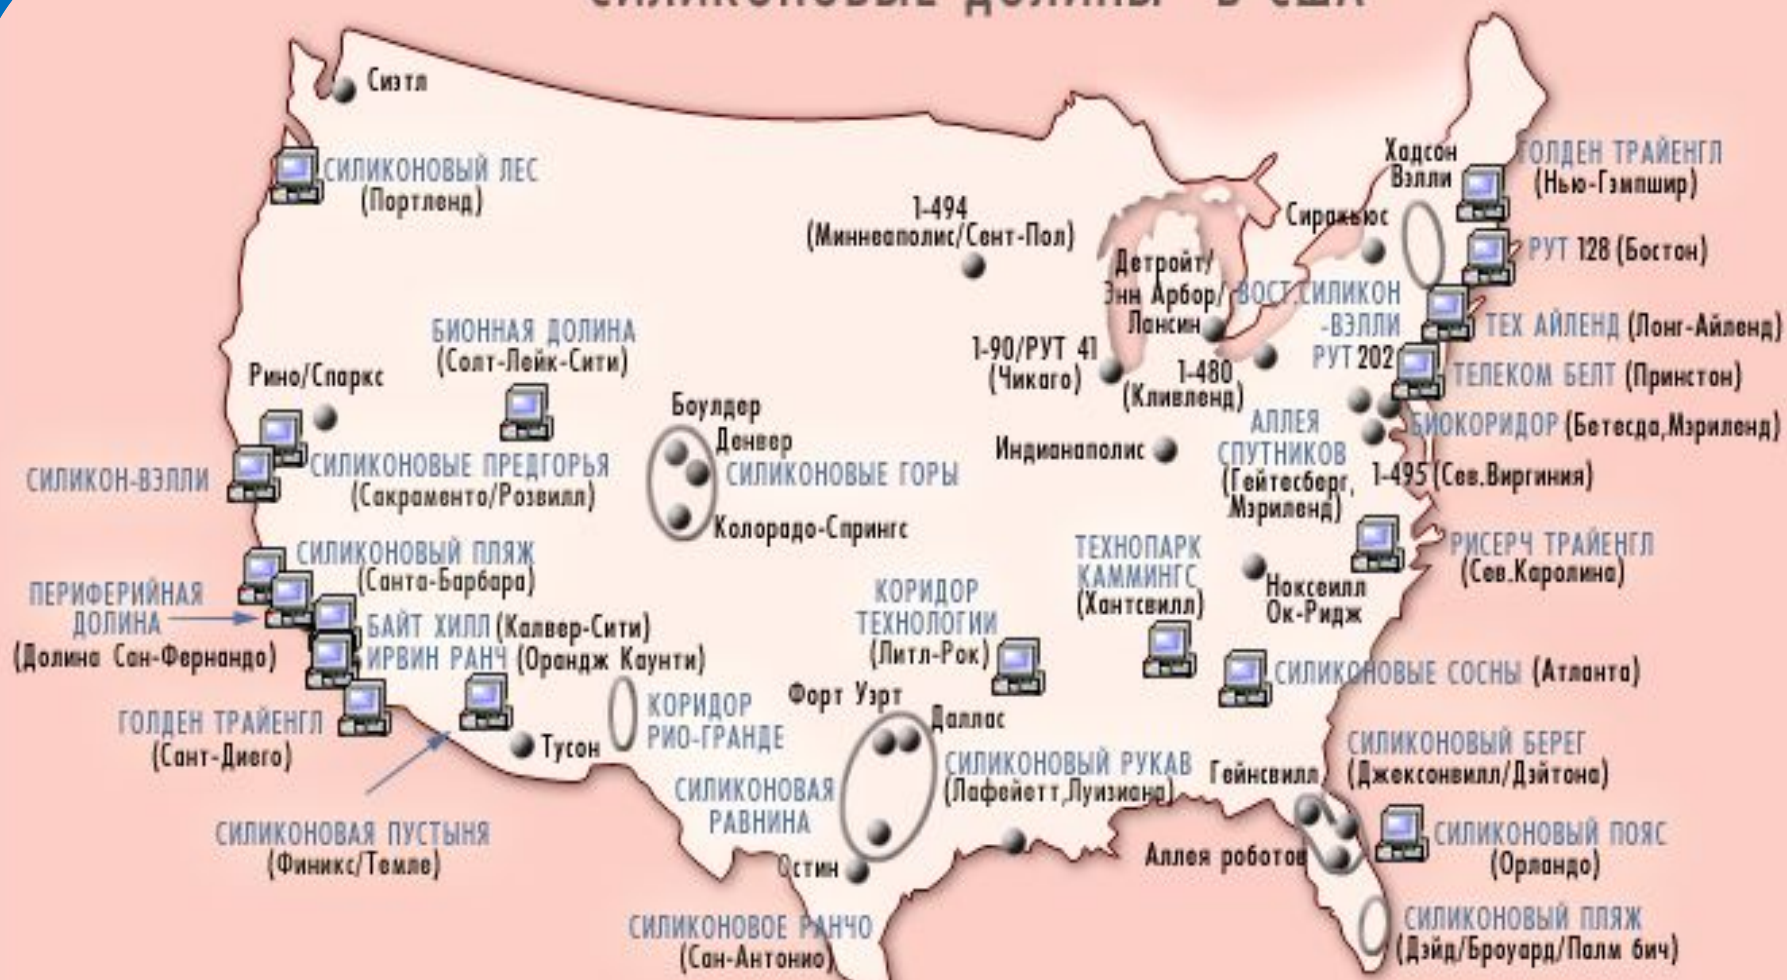 СИЛИКОНОВЫЕ ДОЛИНЫ В США
Сиэтл
СИЛИКОНОВЫЙ ЛЕС
(Портленд)
1-494
(Миннеаполис/Сент-Пол)
Хадсон
Вэлли
ГОЛДЕН ТРАЙЕНГЛ
(Нью-Гэмпшир)
Сиракьюс
РУТ 128 (Бостон)
Детройт/
Энн Арбор/
Лансин
ВОСТ.СИЛИКОН
-ВЭЛЛИ
РУТ 202
ТЕХ АЙЛЕНД (Лонг-Айленд)
ТЕЛЕКОМ БЕЛТ (Принстон)
БИОННАЯ ДОЛИНА
(Солт-Лейк-Сити)
1-90/РУТ 41
(Чикаго)
1-480
(Кливленд)
Рино/Спаркс
Боулдер
Денвер
СИЛИКОНОВЫЕ ГОРЫ
Колорадо-Спрингс
Индианаполис
АЛЛЕЯ
СПУТНИКОВ
(Гейтесберг,
Мэриленд)
БИОКОРИДОР (Бетесда,Мэриленд)
1-495 (Сев.Виргиния)
СИЛИКОН-ВЭЛЛИ
СИЛИКОНОВЫЕ ПРЕДГОРЬЯ
(Сакраменто/Розвилл)
СИЛИКОНОВЫЙ ПЛЯЖ
(Санта-Барбара)
ПЕРИФЕРИЙНАЯ
ДОЛИНА
(Долина Сан-Фернандо)
БАЙТ ХИЛЛ (Калвер-Сити)
ИРВИН РАНЧ (Орандж Каунти)
КОРИДОР
ТЕХНОЛОГИИ
(Литл-Рок)
ТЕХНОПАРК
КАММИНГС
(Хантсвилл)
Ноксвилл
Ок-Ридж
РИСЕРЧ ТРАЙЕНГЛ
(Сев.Каролина)
СИЛИКОНОВЫЕ СОСНЫ (Атланта)
ГОЛДЕН ТРАЙЕНГЛ
(Сант-Диего)
Тусон
КОРИДОР
РИО-ГРАНДЕ
Форт Уэрт
Даллас
СИЛИКОНОВЫЙ РУКАВ
(Лафейетт,Луизиана)
СИЛИКОНОВАЯ
РАВНИНА
Гейнсвилл
СИЛИКОНОВЫЙ БЕРЕГ
(Джексонвилл/Дэйтона)
СИЛИКОНОВАЯ ПУСТЫНЯ
(Финикс/Темпе)
Остин
Аллея роботов
СИЛИКОНОВЫЙ ПОЯС
(Орландо)
СИЛИКОНОВОЕ РАНЧО
(Сан-Антонио)
СИЛИКОНОВЫЙ ПЛЯЖ
(Дэйд/Броуард/Палм бич)